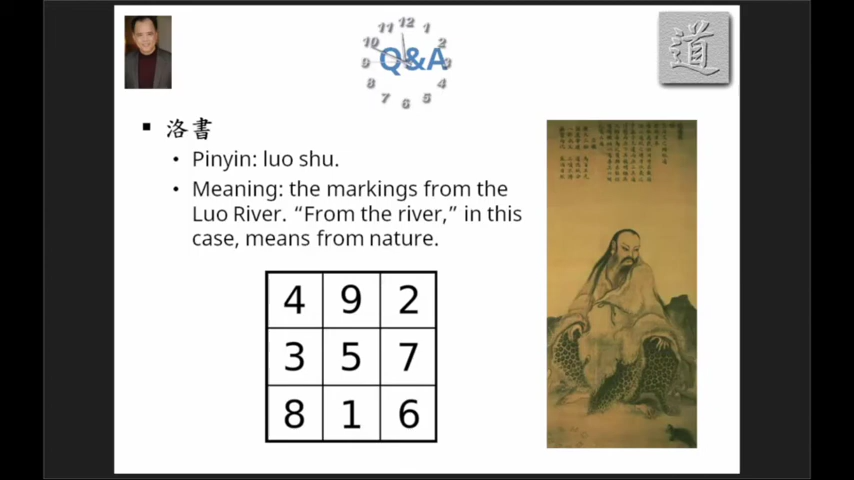 12
11 1
10 2
9 Q&A 3
8 4
7 5
6
道
洛書
Pinyin: luo shu.
Meaning: the markings from the
Luo River. “From the river,” in this
case, means from nature.
4 9 2
3 5 7
8 1 6